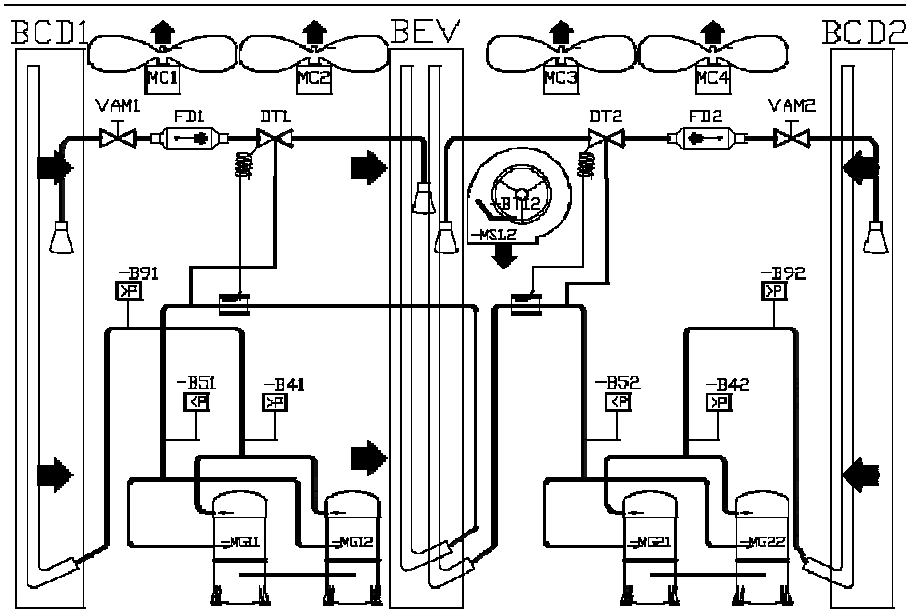 BCD1
BEV
BCD2
MC1
MC2
MC3
MC4
VAM1
FD1
DT1
DT2
FD2
VAM2
-BT12
-MSL2
-B91
>P
-B92
>P
-B51
<P
-B41
>P
-B52
<P
-B42
>P
-MG11
-MG12
-MG21
-MG22